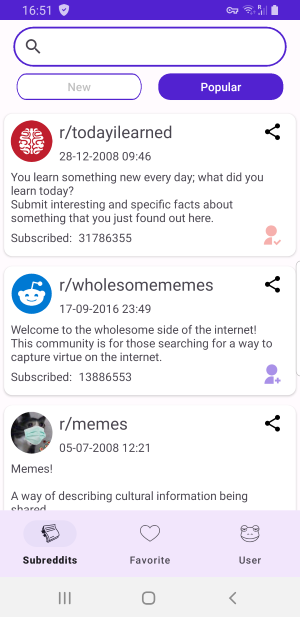 16:51
New
Popular
r/todayilearned
28-12-2008 09:46
You learn something new every day; what did you
learn today?
Submit interesting and specific facts about
something that you just found out here.
Subscribed: 31786355
r/wholesomememes
17-09-2016 23:49
Welcome to the wholesome side of the internet!
This community is for those searching for a way to
capture virtue on the internet.
Subscribed: 13886553
r/memes
05-07-2008 12:21
Memes!
A way of describing cultural information being
shared
Subreddits
Favorite
User